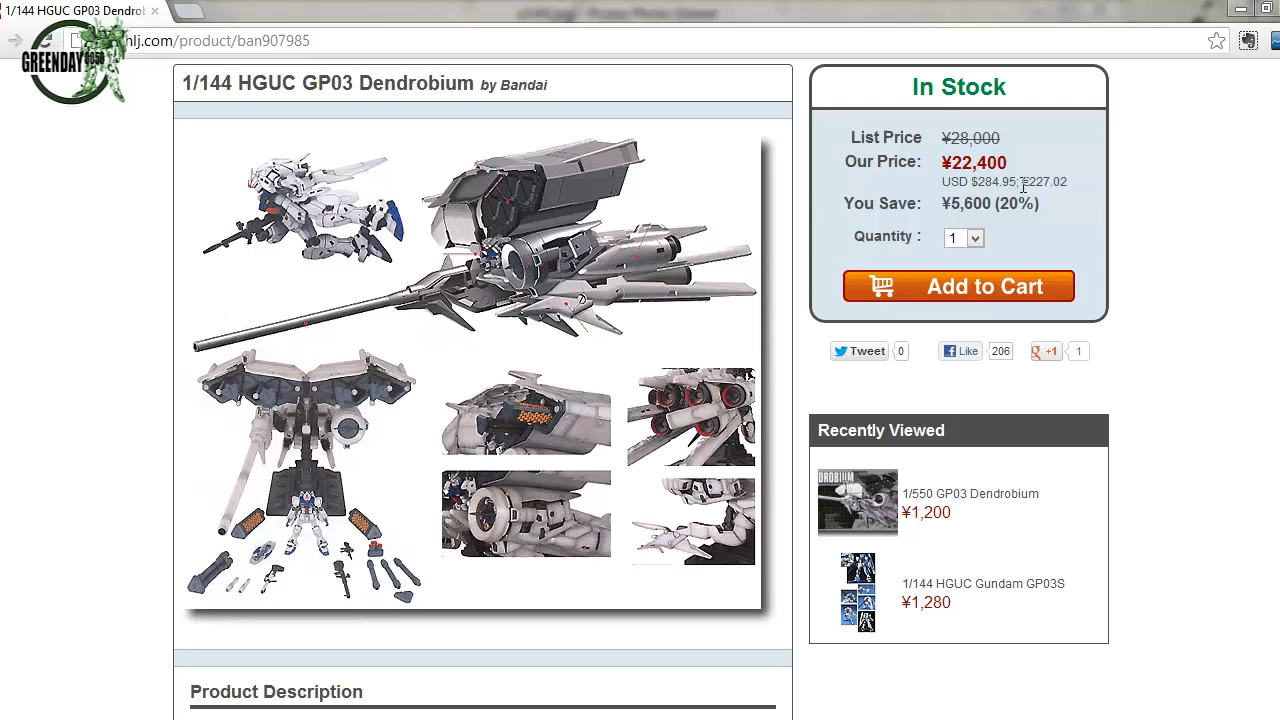 1/144 HGUC GP03 Dendrob
GREENDAY
hlj.com/product/ban907985
1/144 HGUC GP03 Dendrobium by Bandai
In Stock
List Price ¥28,000
Our Price: ¥22,400
USD $284.95; €227.02
You Save: ¥5,600 (20%)
Quantity : 1
Add to Cart
Tweet 0
Like 206
+1 1
Recently Viewed
1/550 GP03 Dendrobium
¥1,200
1/144 HGUC Gundam GP03S
¥1,280
Product Description